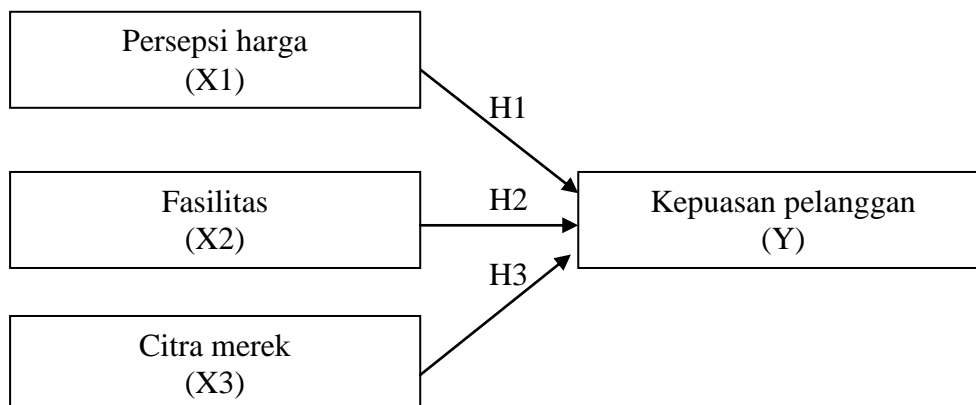 Persepsi harga
(X1)
H1
Fasilitas
(X2)
H2
Kepuasan pelanggan
(Y)
H3
Citra merek
(X3)